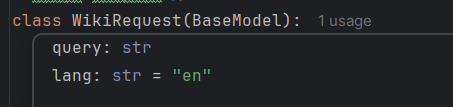 class WikiRequest(BaseModel): 1 usage
query: str
lang: str = "en"